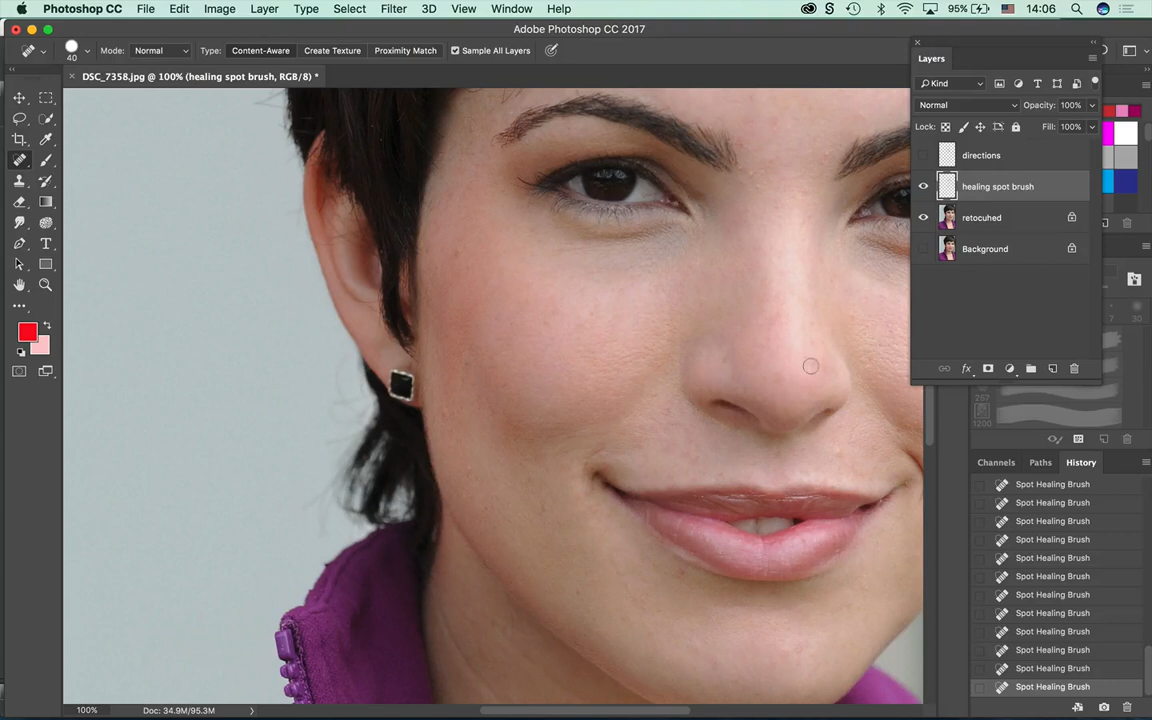 Photoshop CC File Edit Image Layer Type Select Filter 3D View Window Help 95% 14:06
Adobe Photoshop CC 2017
40 Mode: Normal Type: Content-Aware Create Texture Proximity Match Sample All Layers
DSC_7358.jpg @ 100% (healing spot brush, RGB/8) *
Layers
Kind
Normal Opacity: 100%
Lock: Fill: 100%
directions
healing spot brush
retocuhed
Background
7 30
257
1200
Channels Paths History
Spot Healing Brush
Spot Healing Brush
Spot Healing Brush
Spot Healing Brush
Spot Healing Brush
Spot Healing Brush
Spot Healing Brush
Spot Healing Brush
Spot Healing Brush
Spot Healing Brush
Spot Healing Brush
Spot Healing Brush
100% Doc: 34.9M/95.3M